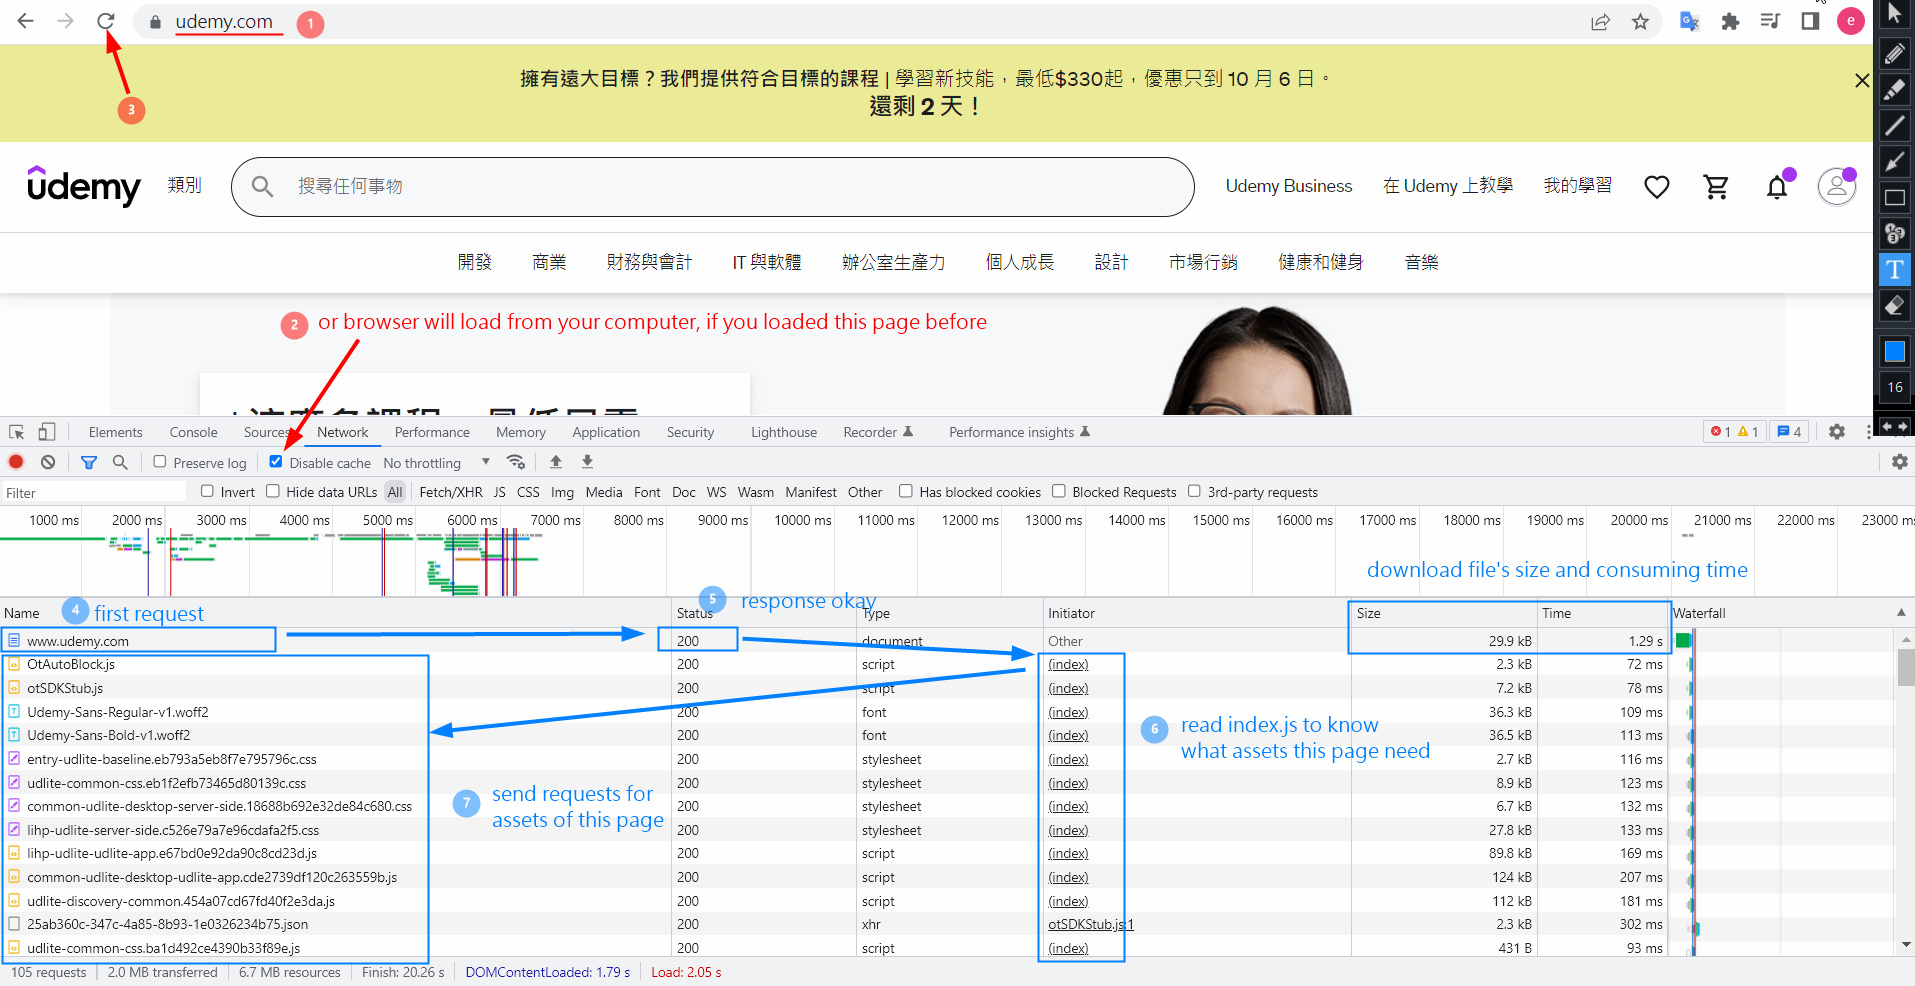 udemy.com
1
e
3
擁有遠大目標？我們提供符合目標的課程 | 學習新技能，最低$330起，優惠只到 10 月 6 日。
還剩 2 天！
udemy
類別
搜尋任何事物
Udemy Business
在 Udemy 上教學
我的學習
開發 商業 財務與會計 IT 與軟體 辦公室生產力 個人成長 設計 市場行銷 健康和健身 音樂
2 or browser will load from your computer, if you loaded this page before
T
16
Elements Console Sources Network Performance Memory Application Security Lighthouse Recorder Performance insights 1 1 4
Preserve log Disable cache No throttling
Filter Invert Hide data URLs All Fetch/XHR JS CSS Img Media Font Doc WS Wasm Manifest Other Has blocked cookies Blocked Requests 3rd-party requests
1000 ms 2000 ms 3000 ms 4000 ms 5000 ms 6000 ms 7000 ms 8000 ms 9000 ms 10000 ms 11000 ms 12000 ms 13000 ms 14000 ms 15000 ms 16000 ms 17000 ms 18000 ms 19000 ms 20000 ms 21000 ms 22000 ms 23000 ms
download file's size and consuming time
4 first request
5 response okay
Name Status Type Initiator Size Time Waterfall
www.udemy.com 200 document Other 29.9 kB 1.29 s
OtAutoBlock.js 200 script (index) 2.3 kB 72 ms
otSDKStub.js 200 script (index) 7.2 kB 78 ms
Udemy-Sans-Regular-v1.woff2 200 font (index) 36.3 kB 109 ms
Udemy-Sans-Bold-v1.woff2 200 font (index) 36.5 kB 113 ms
entry-udlite-baseline.eb793a5eb8f7e795796c.css 200 stylesheet (index) 2.7 kB 116 ms
udlite-common-css.eb1f2efb73465d80139c.css 200 stylesheet (index) 8.9 kB 123 ms
common-udlite-desktop-server-side.18688b692e32de84c680.css 200 stylesheet (index) 6.7 kB 132 ms
lihp-udlite-server-side.c526e79a7e96cdafa2f5.css 200 stylesheet (index) 27.8 kB 133 ms
lihp-udlite-udlite-app.e67bd0e92da90c8cd23d.js 200 script (index) 89.8 kB 169 ms
common-udlite-desktop-udlite-app.cde2739df120c263559b.js 200 script (index) 124 kB 207 ms
udlite-discovery-common.454a07cd67fd40f2e3da.js 200 script (index) 112 kB 181 ms
25ab360c-347c-4a85-8b93-1e0326234b75.json 200 xhr otSDKStub.js:1 2.3 kB 302 ms
udlite-common-css.ba1d492ce4390b33f89e.js 200 script (index) 431 B 93 ms
6 read index.js to know
what assets this page need
7 send requests for
assets of this page
105 requests 2.0 MB transferred 6.7 MB resources Finish: 20.26 s DOMContentLoaded: 1.79 s Load: 2.05 s